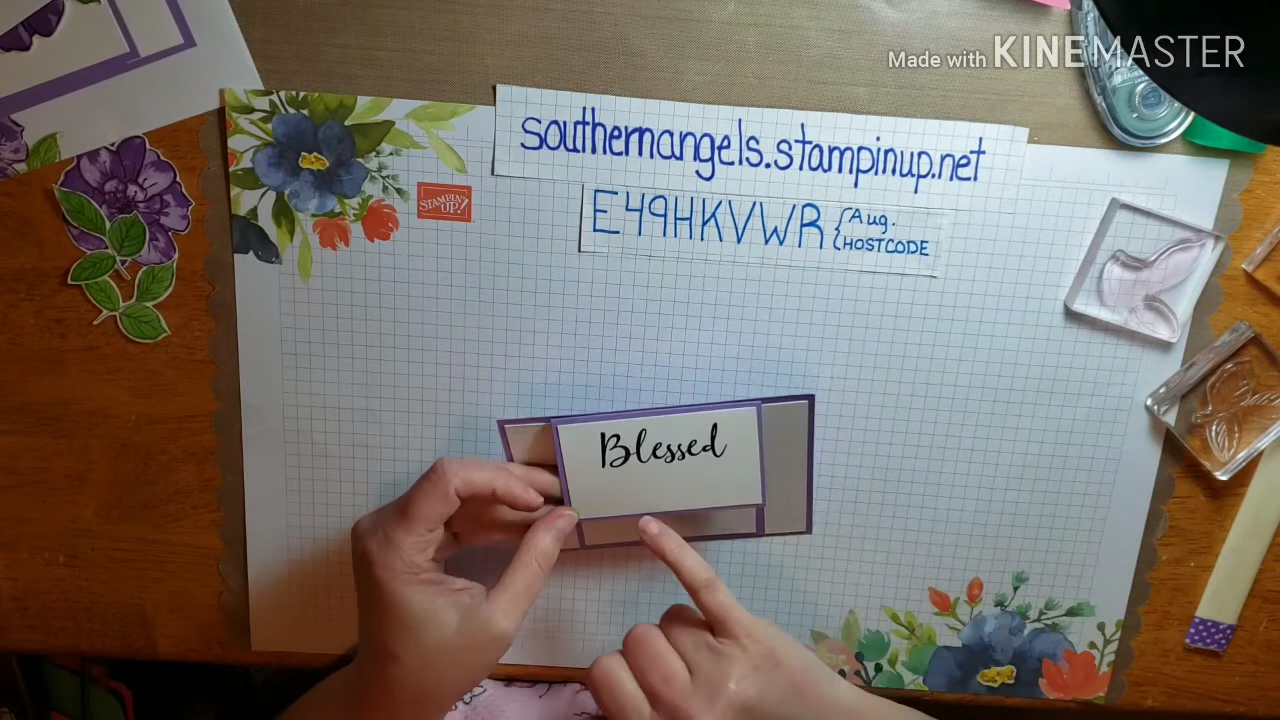 Made with KINEMASTER
southernangels.stampinup.net
STAMPIN' UP!
E49HKVWR {Aug. HOSTCODE
Blessed